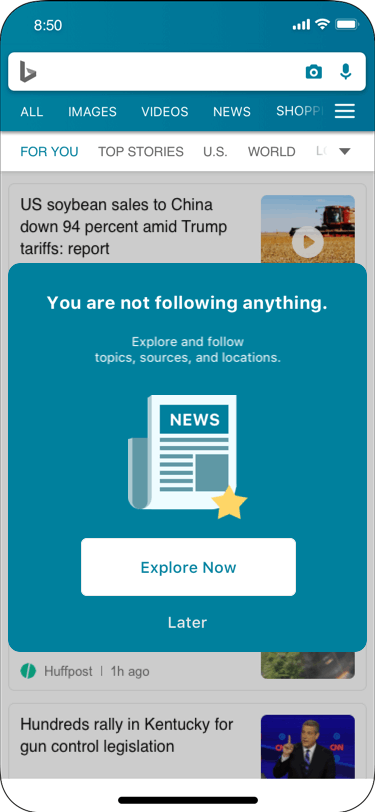 8:50
ALL IMAGES VIDEOS NEWS SHOPP
FOR YOU TOP STORIES U.S. WORLD
US soybean sales to China
down 94 percent amid Trump
tariffs: report
You are not following anything.
Explore and follow
topics, sources, and locations.
NEWS
Explore Now
Later
Huffpost | 1h ago
Hundreds rally in Kentucky for
gun control legislation
CNN